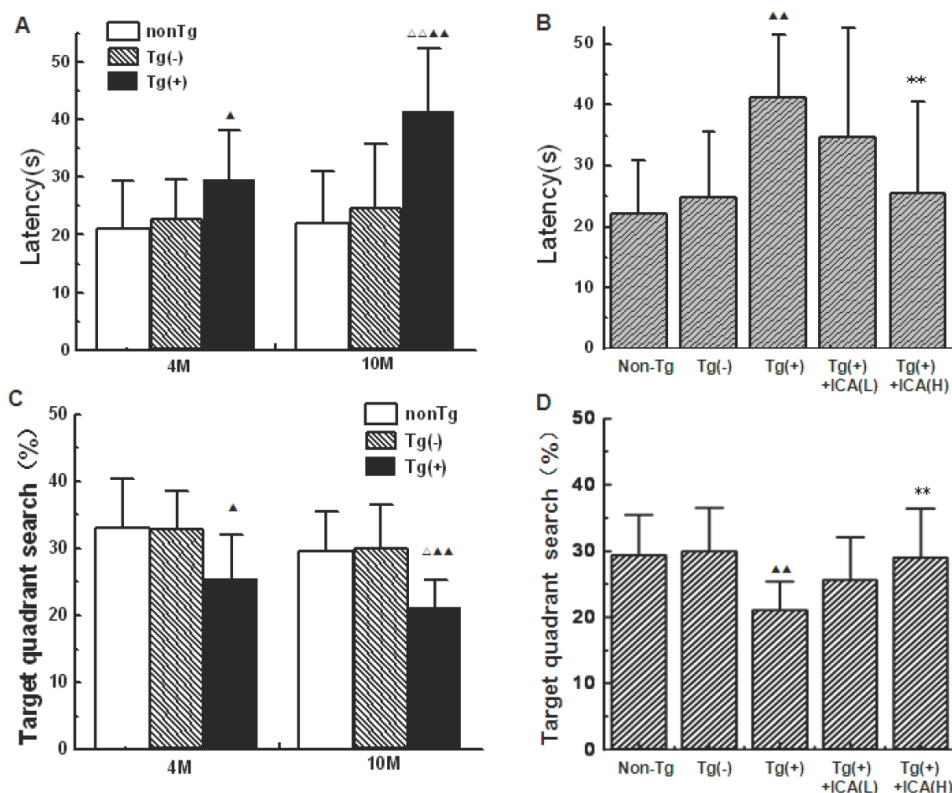 A
nonTg
Tg(-)
Tg(+)
△△▲▲
▲
Latency(s)
50
40
30
20
10
0
4M
10M
B
▲▲
**
Latency(s)
50
40
30
20
10
0
Non-Tg
Tg(-)
Tg(+)
Tg(+)
+ICA(L)
Tg(+)
+ICA(H)
C
nonTg
Tg(-)
Tg(+)
▲
△▲▲
Target quadrant search (%)
50
40
30
20
10
0
4M
10M
D
**
▲▲
Target quadrant search (%)
50
40
30
20
10
0
Non-Tg
Tg(-)
Tg(+)
Tg(+)
+ICA(L)
Tg(+)
+ICA(H)